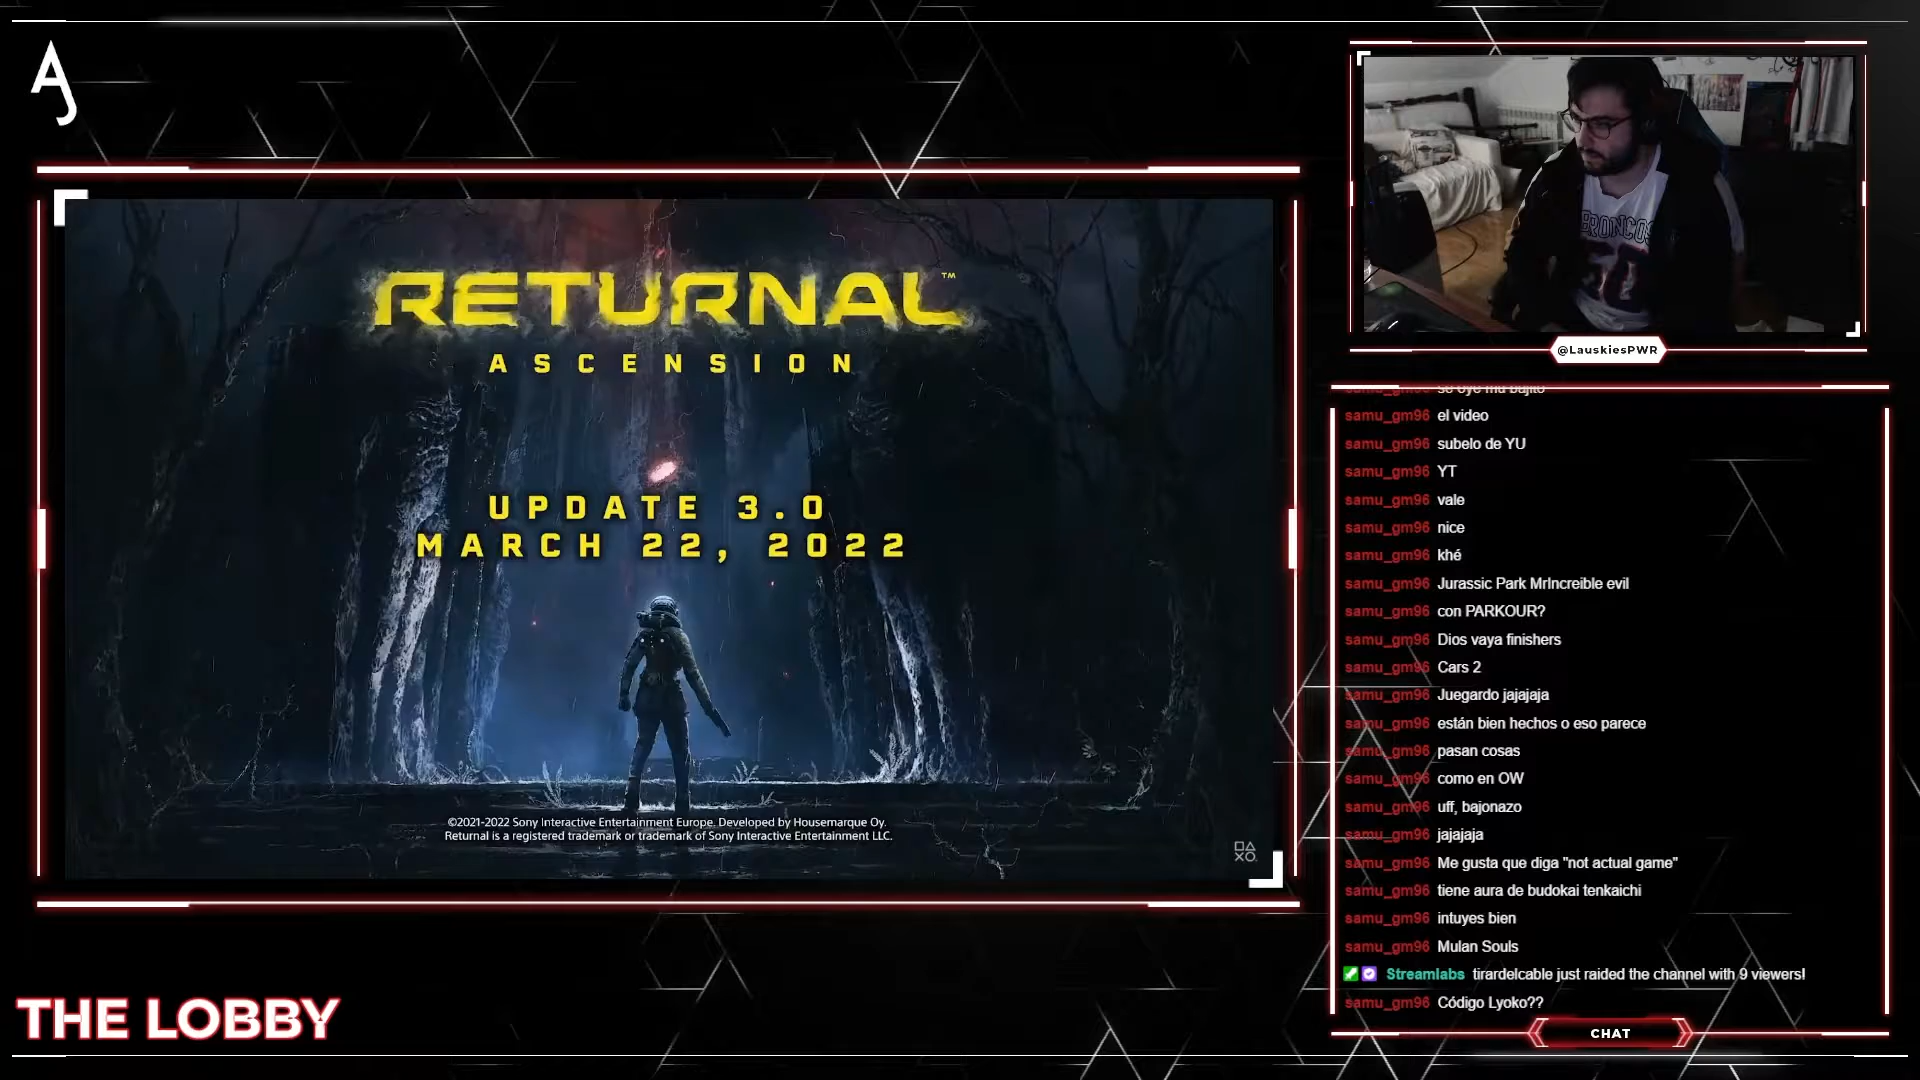 AJ
RETURNAL™
ASCENSION
UPDATE 3.0
MARCH 22, 2022
©2021-2022 Sony Interactive Entertainment Europe. Developed by Housemarque Oy.
Returnal is a registered trademark or trademark of Sony Interactive Entertainment LLC.
THE LOBBY
BRONCOS
@LauskiesPWR
se oye mu bajito
samu_gm96 el video
samu_gm96 subelo de YU
samu_gm96 YT
samu_gm96 vale
samu_gm96 nice
samu_gm96 khé
samu_gm96 Jurassic Park MrIncreible evil
samu_gm96 con PARKOUR?
samu_gm96 Dios vaya finishers
samu_gm96 Cars 2
samu_gm96 Juegardo jajajaja
samu_gm96 están bien hechos o eso parece
samu_gm96 pasan cosas
samu_gm96 como en OW
samu_gm96 uff, bajonazo
samu_gm96 jajajaja
samu_gm96 Me gusta que diga "not actual game"
samu_gm96 tiene aura de budokai tenkaichi
samu_gm96 intuyes bien
samu_gm96 Mulan Souls
Streamlabs tirardelcable just raided the channel with 9 viewers!
samu_gm96 Código Lyoko??
CHAT